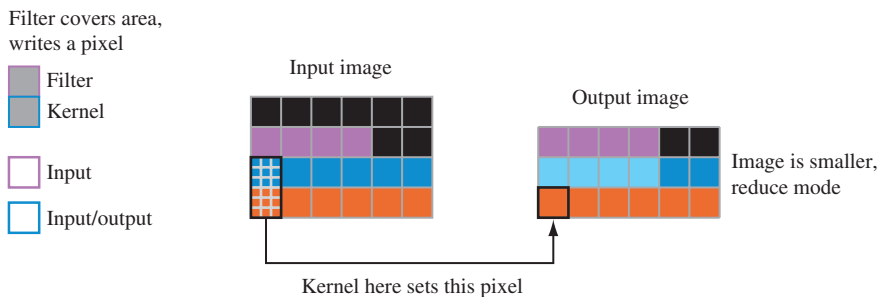 Filter covers area,
writes a pixel
Filter
Kernel
Input
Input/output
Input image
Output image
Image is smaller,
reduce mode
Kernel here sets this pixel